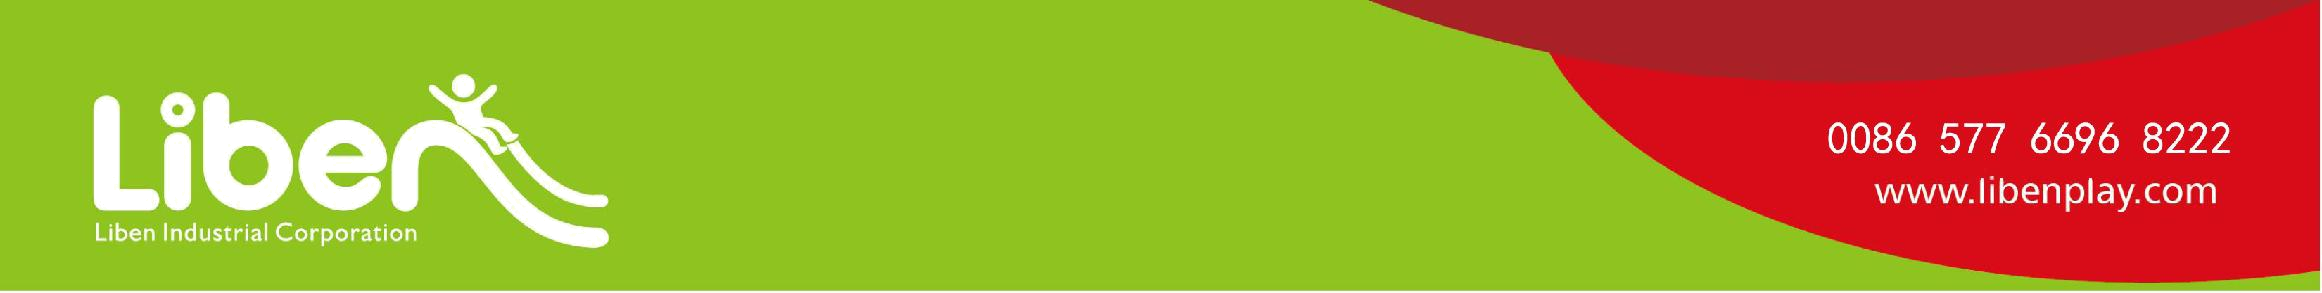 Liben
Liben Industrial Corporation
0086 577 6696 8222
www.libenplay.com